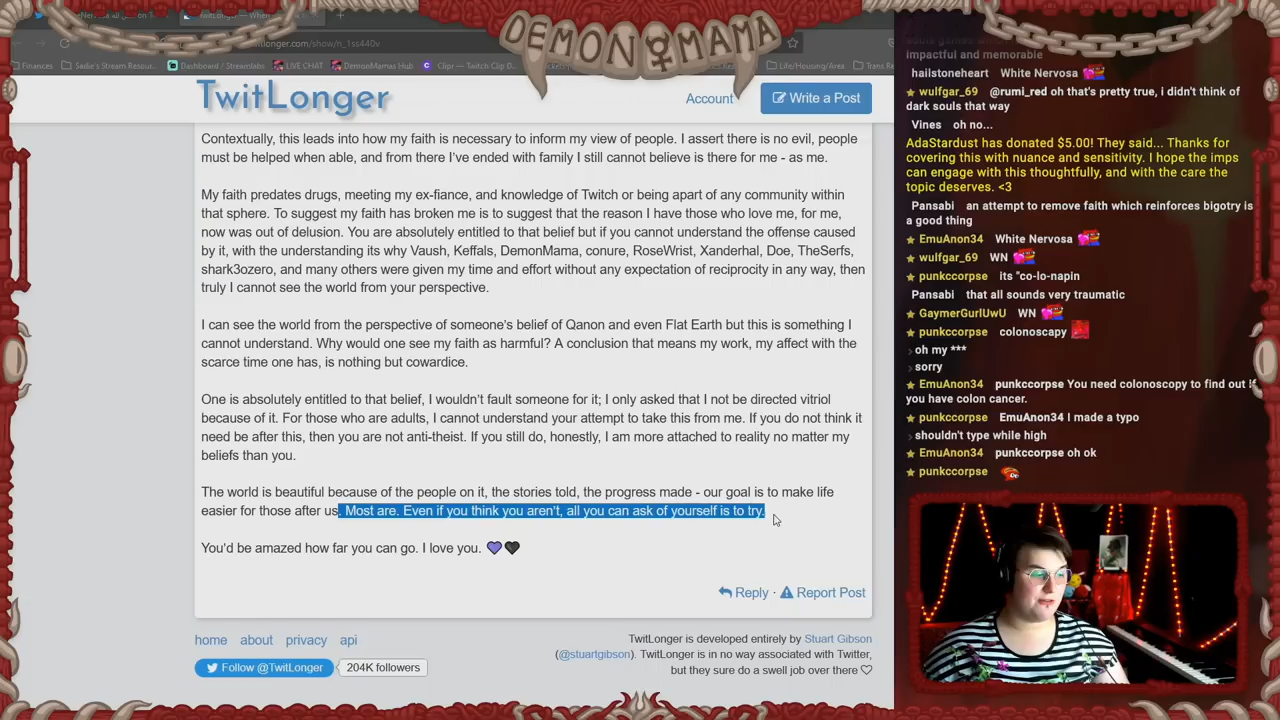 DEMON MAMA
TwitLonger
Account
Write a Post
Contextually, this leads into how my faith is necessary to inform my view of people. I assert there is no evil, people
must be helped when able, and from there I've ended with family I still cannot believe is there for me - as me.
My faith predates drugs, meeting my ex-fiance, and knowledge of Twitch or being apart of any community within
that sphere. To suggest my faith has broken me is to suggest that the reason I have those who love me, for me,
now was out of delusion. You are absolutely entitled to that belief but if you cannot understand the offense caused
by it, with the understanding its why Vaush, Keffals, DemonMama, conure, RoseWrist, Xanderhal, Doe, TheSerfs,
shark3ozero, and many others were given my time and effort without any expectation of reciprocity in any way, then
truly I cannot see the world from your perspective.
I can see the world from the perspective of someone's belief of Qanon and even Flat Earth but this is something I
cannot understand. Why would one see my faith as harmful? A conclusion that means my work, my affect with the
scarce time one has, is nothing but cowardice.
One is absolutely entitled to that belief, I wouldn't fault someone for it; I only asked that I not be directed vitriol
because of it. For those who are adults, I cannot understand your attempt to take this from me. If you do not think it
need be after this, then you are not anti-theist. If you still do, honestly, I am more attached to reality no matter my
beliefs than you.
The world is beautiful because of the people on it, the stories told, the progress made - our goal is to make life
easier for those after us. Most are. Even if you think you aren't, all you can ask of yourself is to try.
You'd be amazed how far you can go. I love you. 💜🖤
Reply · Report Post
home about privacy api
Follow @TwitLonger 204K followers
TwitLonger is developed entirely by Stuart Gibson
(@stuartgibson). TwitLonger is in no way associated with Twitter,
but they sure do a swell job over there ♡
impactful and memorable
hailstoneheart White Nervosa
wulfgar_69 @rumi_red oh that's pretty true, i didn't think of
dark souls that way
Vines oh no...
AdaStardust has donated $5.00! They said... Thanks for
covering this with nuance and sensitivity. I hope the imps
can engage with this thoughtfully, and with the care the
topic deserves. <3
Pansabi an attempt to remove faith which reinforces bigotry is
a good thing
EmuAnon34 White Nervosa
wulfgar_69 WN
punkccorpse its "co-lo-napin
Pansabi that all sounds very traumatic
GaymerGurlUwU WN
punkccorpse colonoscapy
oh my ***
sorry
EmuAnon34 punkccorpse You need colonoscopy to find out if
you have colon cancer.
punkccorpse EmuAnon34 I made a typo
shouldn't type while high
EmuAnon34 punkccorpse oh ok
punkccorpse